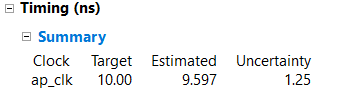 Timing (ns)
Summary
Clock Target Estimated Uncertainty
ap_clk 10.00 9.597 1.25